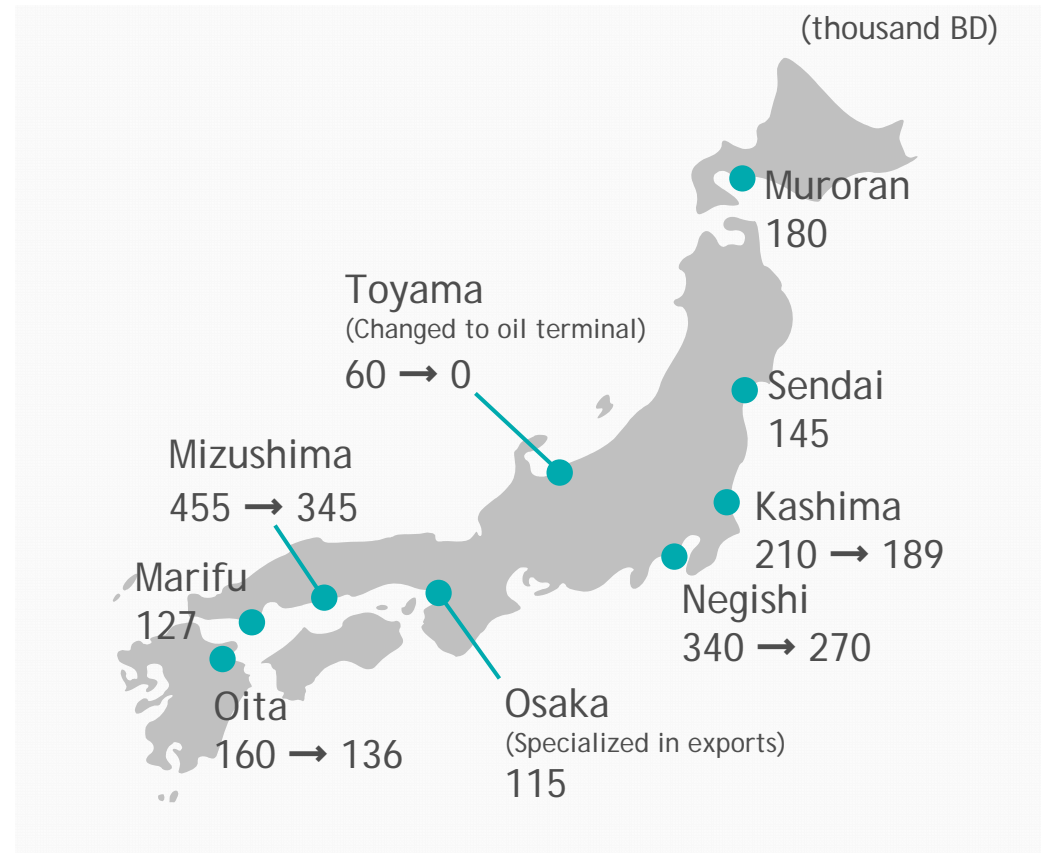 (thousand BD)
Muroran
180
Toyama
(Changed to oil terminal)
60 → 0
Sendai
145
Mizushima
455 → 345
Kashima
210 → 189
Marifu
127
Negishi
340 → 270
Oita
160 → 136
Osaka
(Specialized in exports)
115